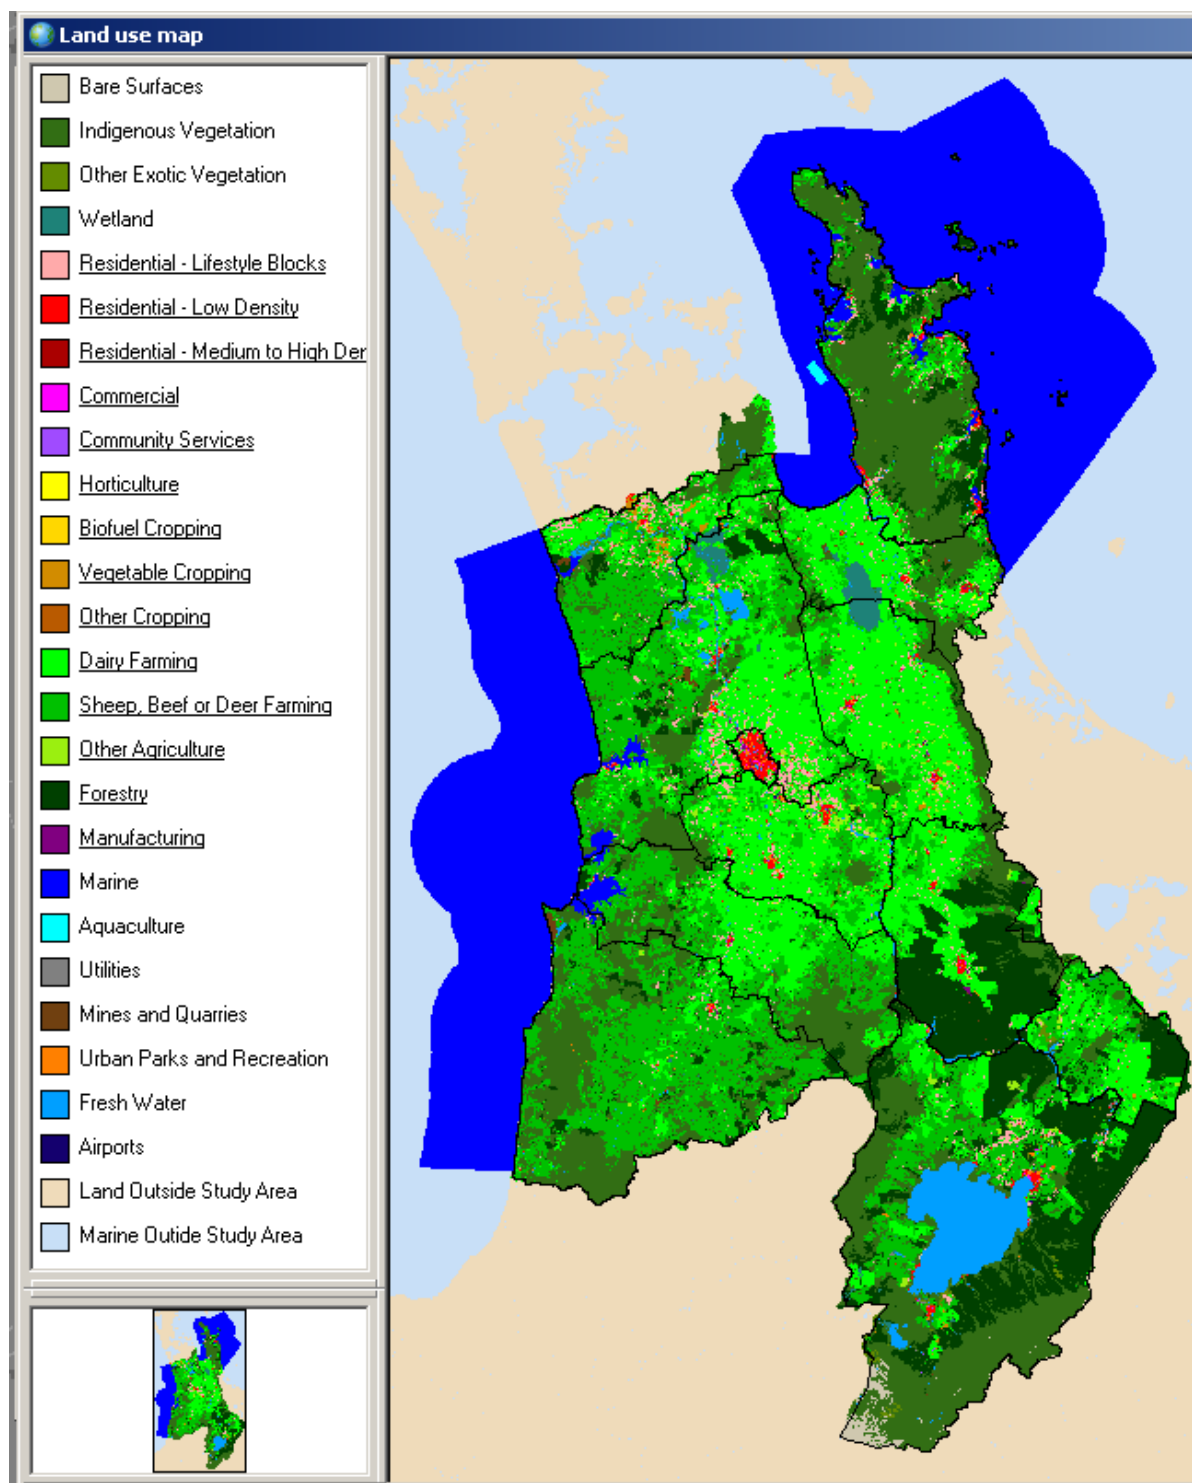 Land use map
Bare Surfaces
Indigenous Vegetation
Other Exotic Vegetation
Wetland
Residential - Lifestyle Blocks
Residential - Low Density
Residential - Medium to High Der
Commercial
Community Services
Horticulture
Biofuel Cropping
Vegetable Cropping
Other Cropping
Dairy Farming
Sheep, Beef or Deer Farming
Other Agriculture
Forestry
Manufacturing
Marine
Aquaculture
Utilities
Mines and Quarries
Urban Parks and Recreation
Fresh Water
Airports
Land Outside Study Area
Marine Outide Study Area